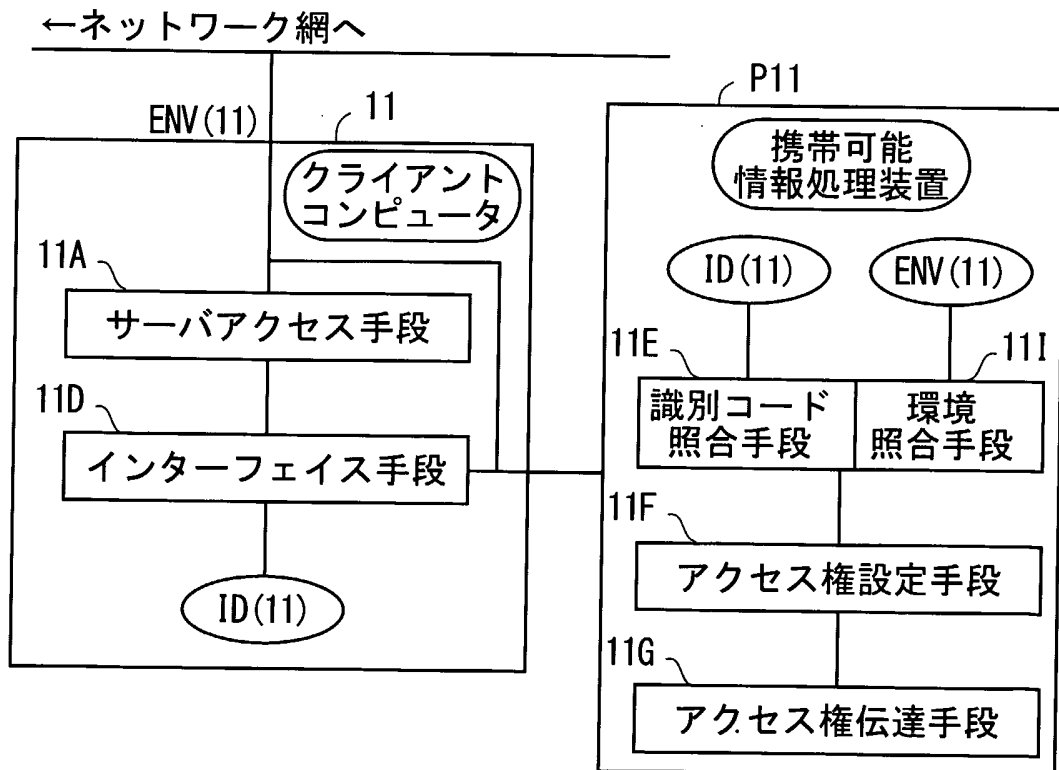 ←ネットワーク網へ
ENV(11)
11
クライアント
コンピュータ
11A
サーバアクセス手段
11D
インターフェイス手段
ID(11)
P11
携帯可能
情報処理装置
ID(11)
ENV(11)
11E
11I
識別コード
照合手段
環境
照合手段
11F
アクセス権設定手段
11G
アクセス権伝達手段